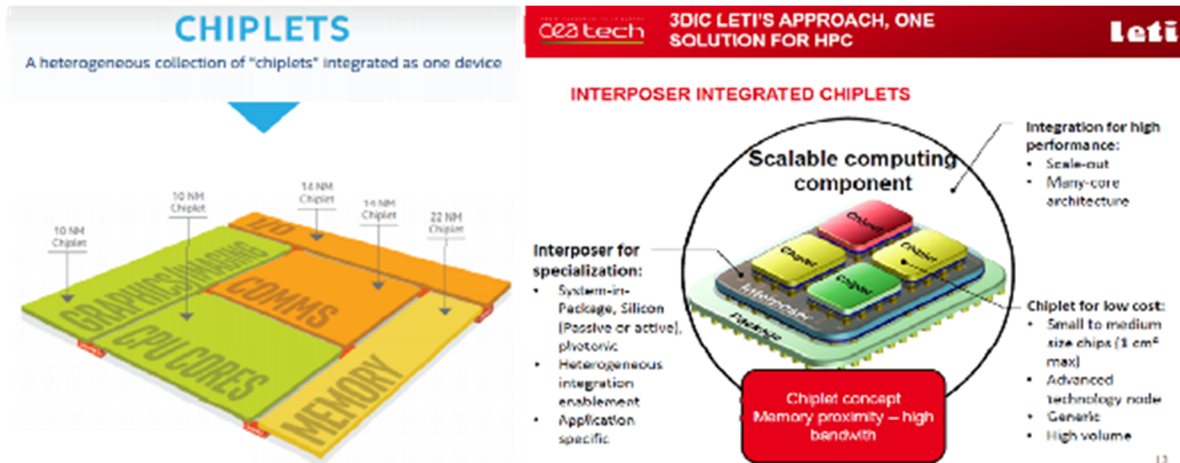 CHIPLETS
A heterogeneous collection of "chiplets" integrated as one device
10 NM
Chiplet
10 NM
Chiplet
14 NM
Chiplet
14 NM
Chiplet
22 NM
Chiplet
I/O
GRAPHICS/IMAGING
COMMS
CPU CORES
MEMORY
cea tech
3DIC LETI'S APPROACH, ONE
SOLUTION FOR HPC
leti
INTERPOSER INTEGRATED CHIPLETS
Scalable computing
component
Integration for high
performance:
• Scale-out
• Many-core
architecture
Interposer for
specialization:
• System-in-
Package, Silicon
(Passive or active),
photonic
• Heterogeneous
integration
enablement
• Application
specific
Chiplet
Chiplet
Chiplet
Chiplet
Interposer
Package
Chiplet for low cost:
• Small to medium
size chips (1 cm²
max)
• Advanced
technology node
• Generic
• High volume
Chiplet concept
Memory proximity – high
bandwith
13